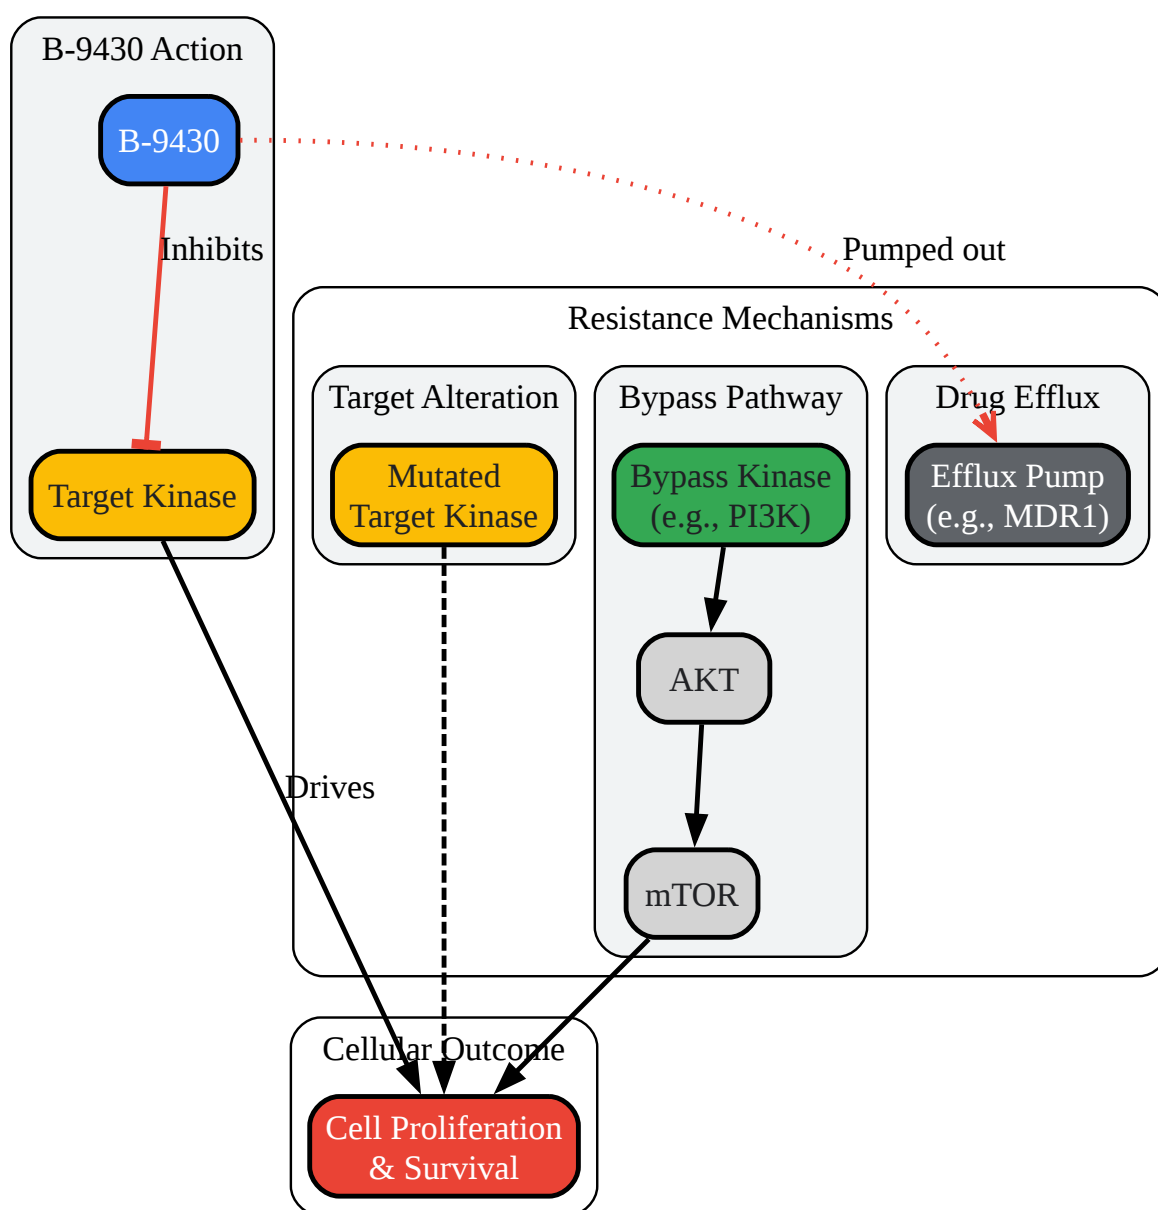 B-9430 Action
B-9430
Inhibits
Pumped out
Resistance Mechanisms
Target Alteration
Bypass Pathway
Drug Efflux
Target Kinase
Mutated
Target Kinase
Bypass Kinase
(e.g., PI3K)
Efflux Pump
(e.g., MDR1)
AKT
Drives
mTOR
Cellular Outcome
Cell Proliferation
& Survival